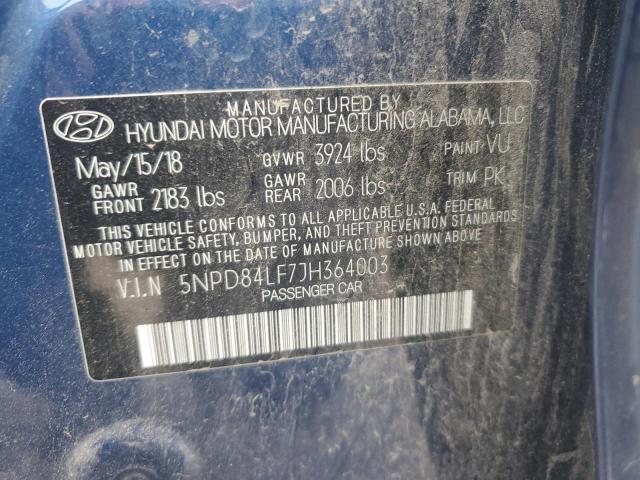 MANUFACTURED BY
HYUNDAI MOTOR MANUFACTURING ALABAMA, LLC
May/15/18 GVWR 3924 lbs PAINT VU
GAWR FRONT 2183 lbs GAWR REAR 2006 lbs TRIM PK
THIS VEHICLE CONFORMS TO ALL APPLICABLE U.S.A. FEDERAL
MOTOR VEHICLE SAFETY, BUMPER, AND THEFT PREVENTION STANDARDS
IN EFFECT ON THE DATE OF MANUFACTURE SHOWN ABOVE.
V.I.N 5NPD84LF7JH364003
PASSENGER CAR